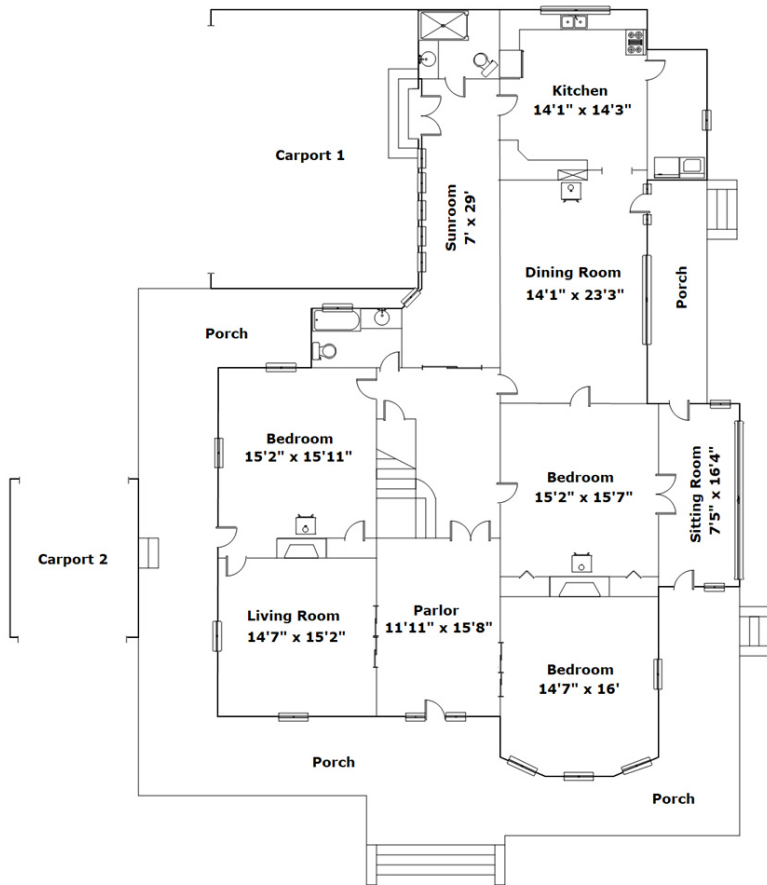 Kitchen
14'1" x 14'3"
Carport 1
Sunroom
7' x 29'
Dining Room
14'1" x 23'3"
Porch
Porch
Bedroom
15'2" x 15'11"
Bedroom
15'2" x 15'7"
Sitting Room
7'5" x 16'4"
Carport 2
Living Room
14'7" x 15'2"
Parlor
11'11" x 15'8"
Bedroom
14'7" x 16'
Porch
Porch